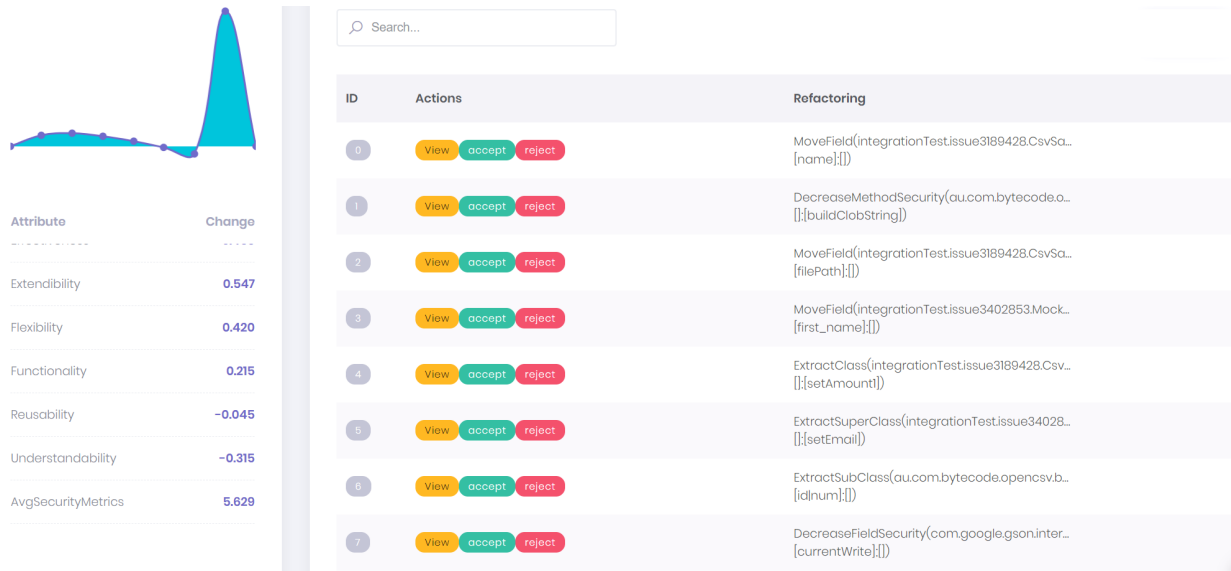 Attribute Change
Extendibility 0.547
Flexibility 0.420
Functionality 0.215
Reusability -0.045
Understandability -0.315
AvgSecurityMetrics 5.629
Search...
ID Actions Refactoring
0 View accept reject MoveField(integrationTest.issue3189428.CsvSa...
[name];[])
1 View accept reject DecreaseMethodSecurity(au.com.bytecode.o...
[];[buildClobString])
2 View accept reject MoveField(integrationTest.issue3189428.CsvSa...
[filePath];[])
3 View accept reject MoveField(integrationTest.issue3402853.Mock...
[first_name];[])
4 View accept reject ExtractClass(integrationTest.issue3189428.Csv...
[];[setAmount1])
5 View accept reject ExtractSuperClass(integrationTest.issue34028...
[];[setEmail])
6 View accept reject ExtractSubClass(au.com.bytecode.opencsv.b...
[id|num];[])
7 View accept reject DecreaseFieldSecurity(com.google.gson.inter...
[currentWrite];[])